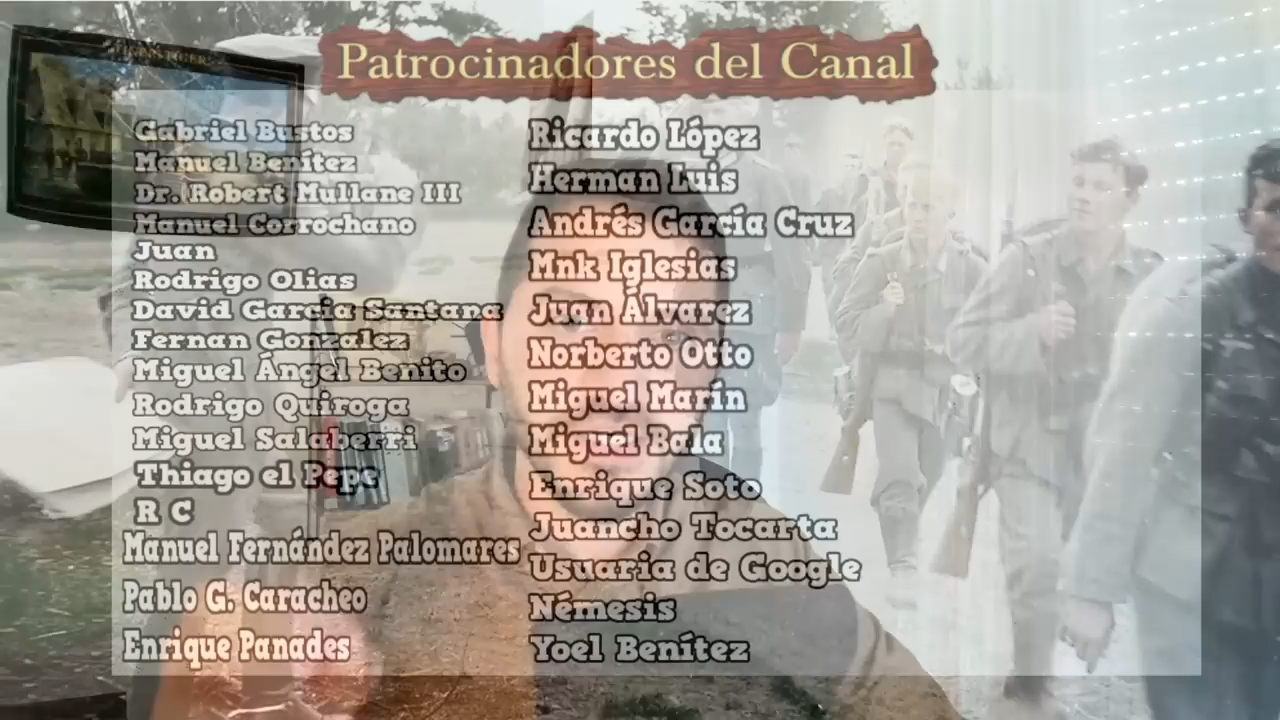 Patrocinadores del Canal
Gabriel Bustos
Manuel Benítez
Dr. Robert Mullane III
Manuel Corrochano
Juan
Rodrigo Olias
David Garcia Santana
Fernan Gonzalez
Miguel Ángel Benito
Rodrigo Quiroga
Miguel Salaberri
Thiago el Pepe
R C
Manuel Fernández Palomares
Pablo G. Caracheo
Enrique Panades
Ricardo López
Herman Luis
Andrés García Cruz
Mnk Iglesias
Juan Álvarez
Norberto Otto
Miguel Marín
Miguel Bala
Enrique Soto
Juancho Tocarta
Usuaria de Google
Némesis
Yoel Benítez